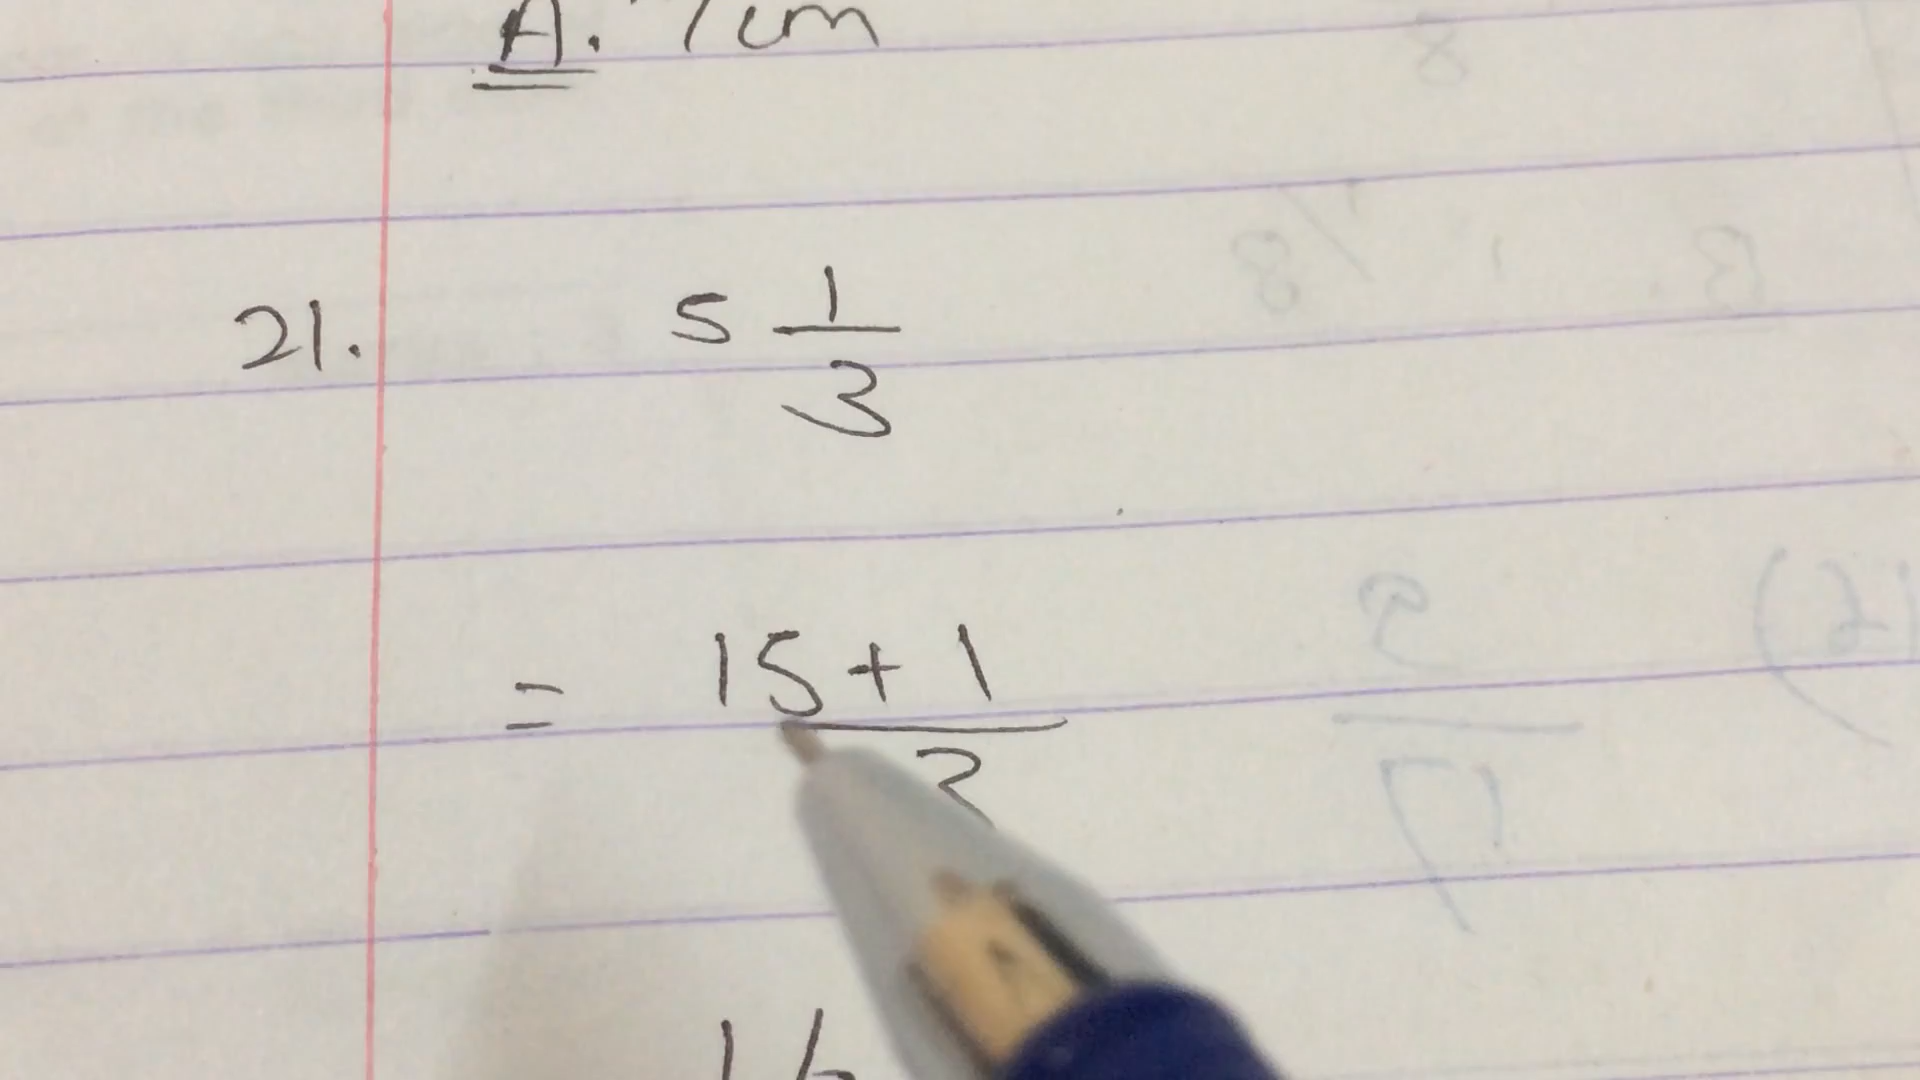 A. 7cm
21. 5 1/3
= 15+1/3
16